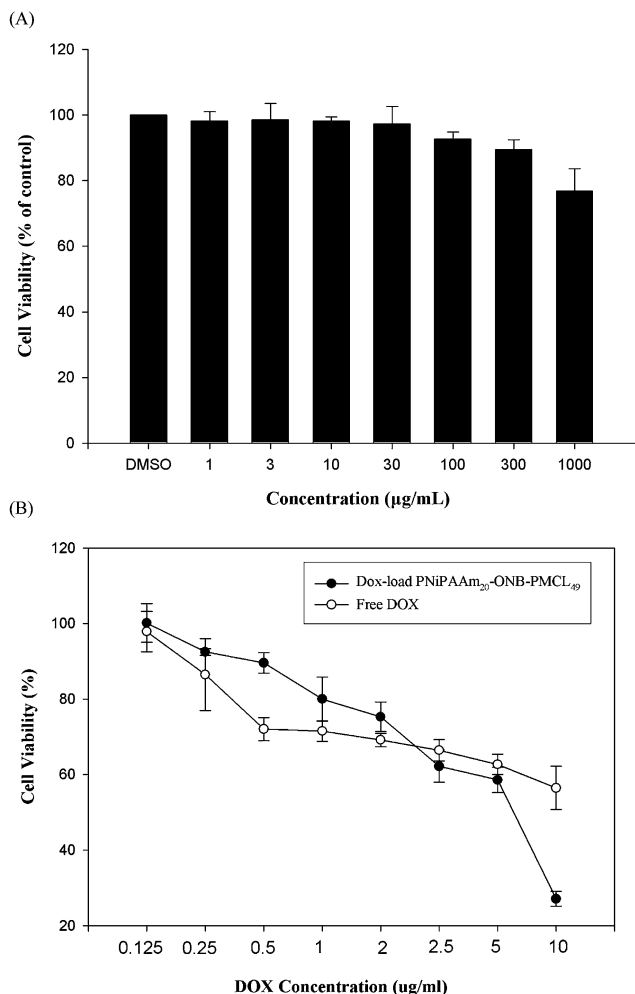 (A)
120
100
80
60
40
20
0
Cell Viability (% of control)
DMSO 1 3 10 30 100 300 1000
Concentration (µg/mL)
(B)
120
100
80
60
40
20
Cell Viability (%)
Dox-load PNiPAAm20-ONB-PMCL49
Free DOX
0.125 0.25 0.5 1 2 2.5 5 10
DOX Concentration (ug/ml)